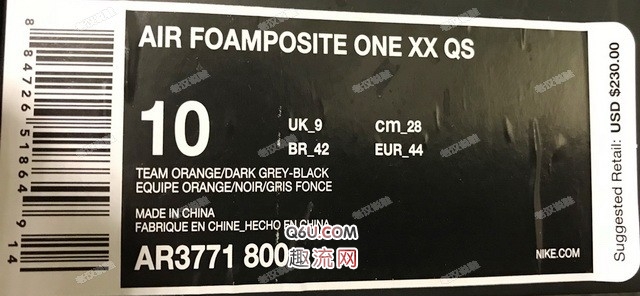 AIR FOAMPOSITE ONE XX QS
10
UK_9
cm_28
BR_42
EUR_44
TEAM ORANGE/DARK GREY-BLACK
EQUIPE ORANGE/NOIR/GRIS FONCE
MADE IN CHINA
FABRIQUE EN CHINE_HECHO EN CHINA
AR3771 800
Q6U.COM
趣流网
NIKE.COM
Suggested Retail: USD $230.00
8 84726 51864 9 14